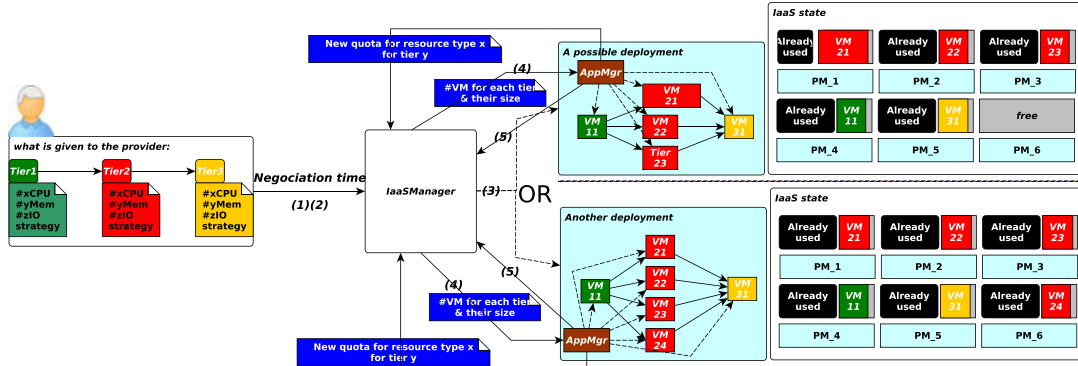 what is given to the provider:
Tier1
Tier2
Tier3
#xCPU
#yMem
#zIO
strategy
#xCPU
#yMem
#zIO
strategy
#xCPU
#yMem
#zIO
strategy
Negociation time
(1)(2)
IaaSManager
New quota for resource type x
for tier y
(4)
#VM for each tier
& their size
(5)
(3)
OR
(5)
(4)
#VM for each tier
& their size
New quota for resource type x
for tier y
A possible deployment
AppMgr
VM
21
VM
11
VM
22
VM
31
Tier
23
Another deployment
VM
21
VM
22
VM
11
VM
31
VM
23
VM
24
AppMgr
IaaS state
Already
used
VM
21
Already
used
VM
22
Already
used
VM
23
PM_1
PM_2
PM_3
Already
used
VM
11
Already
used
VM
31
free
PM_4
PM_5
PM_6
IaaS state
Already
used
VM
21
Already
used
VM
22
Already
used
VM
23
PM_1
PM_2
PM_3
Already
used
VM
11
Already
used
VM
31
Already
used
VM
24
PM_4
PM_5
PM_6